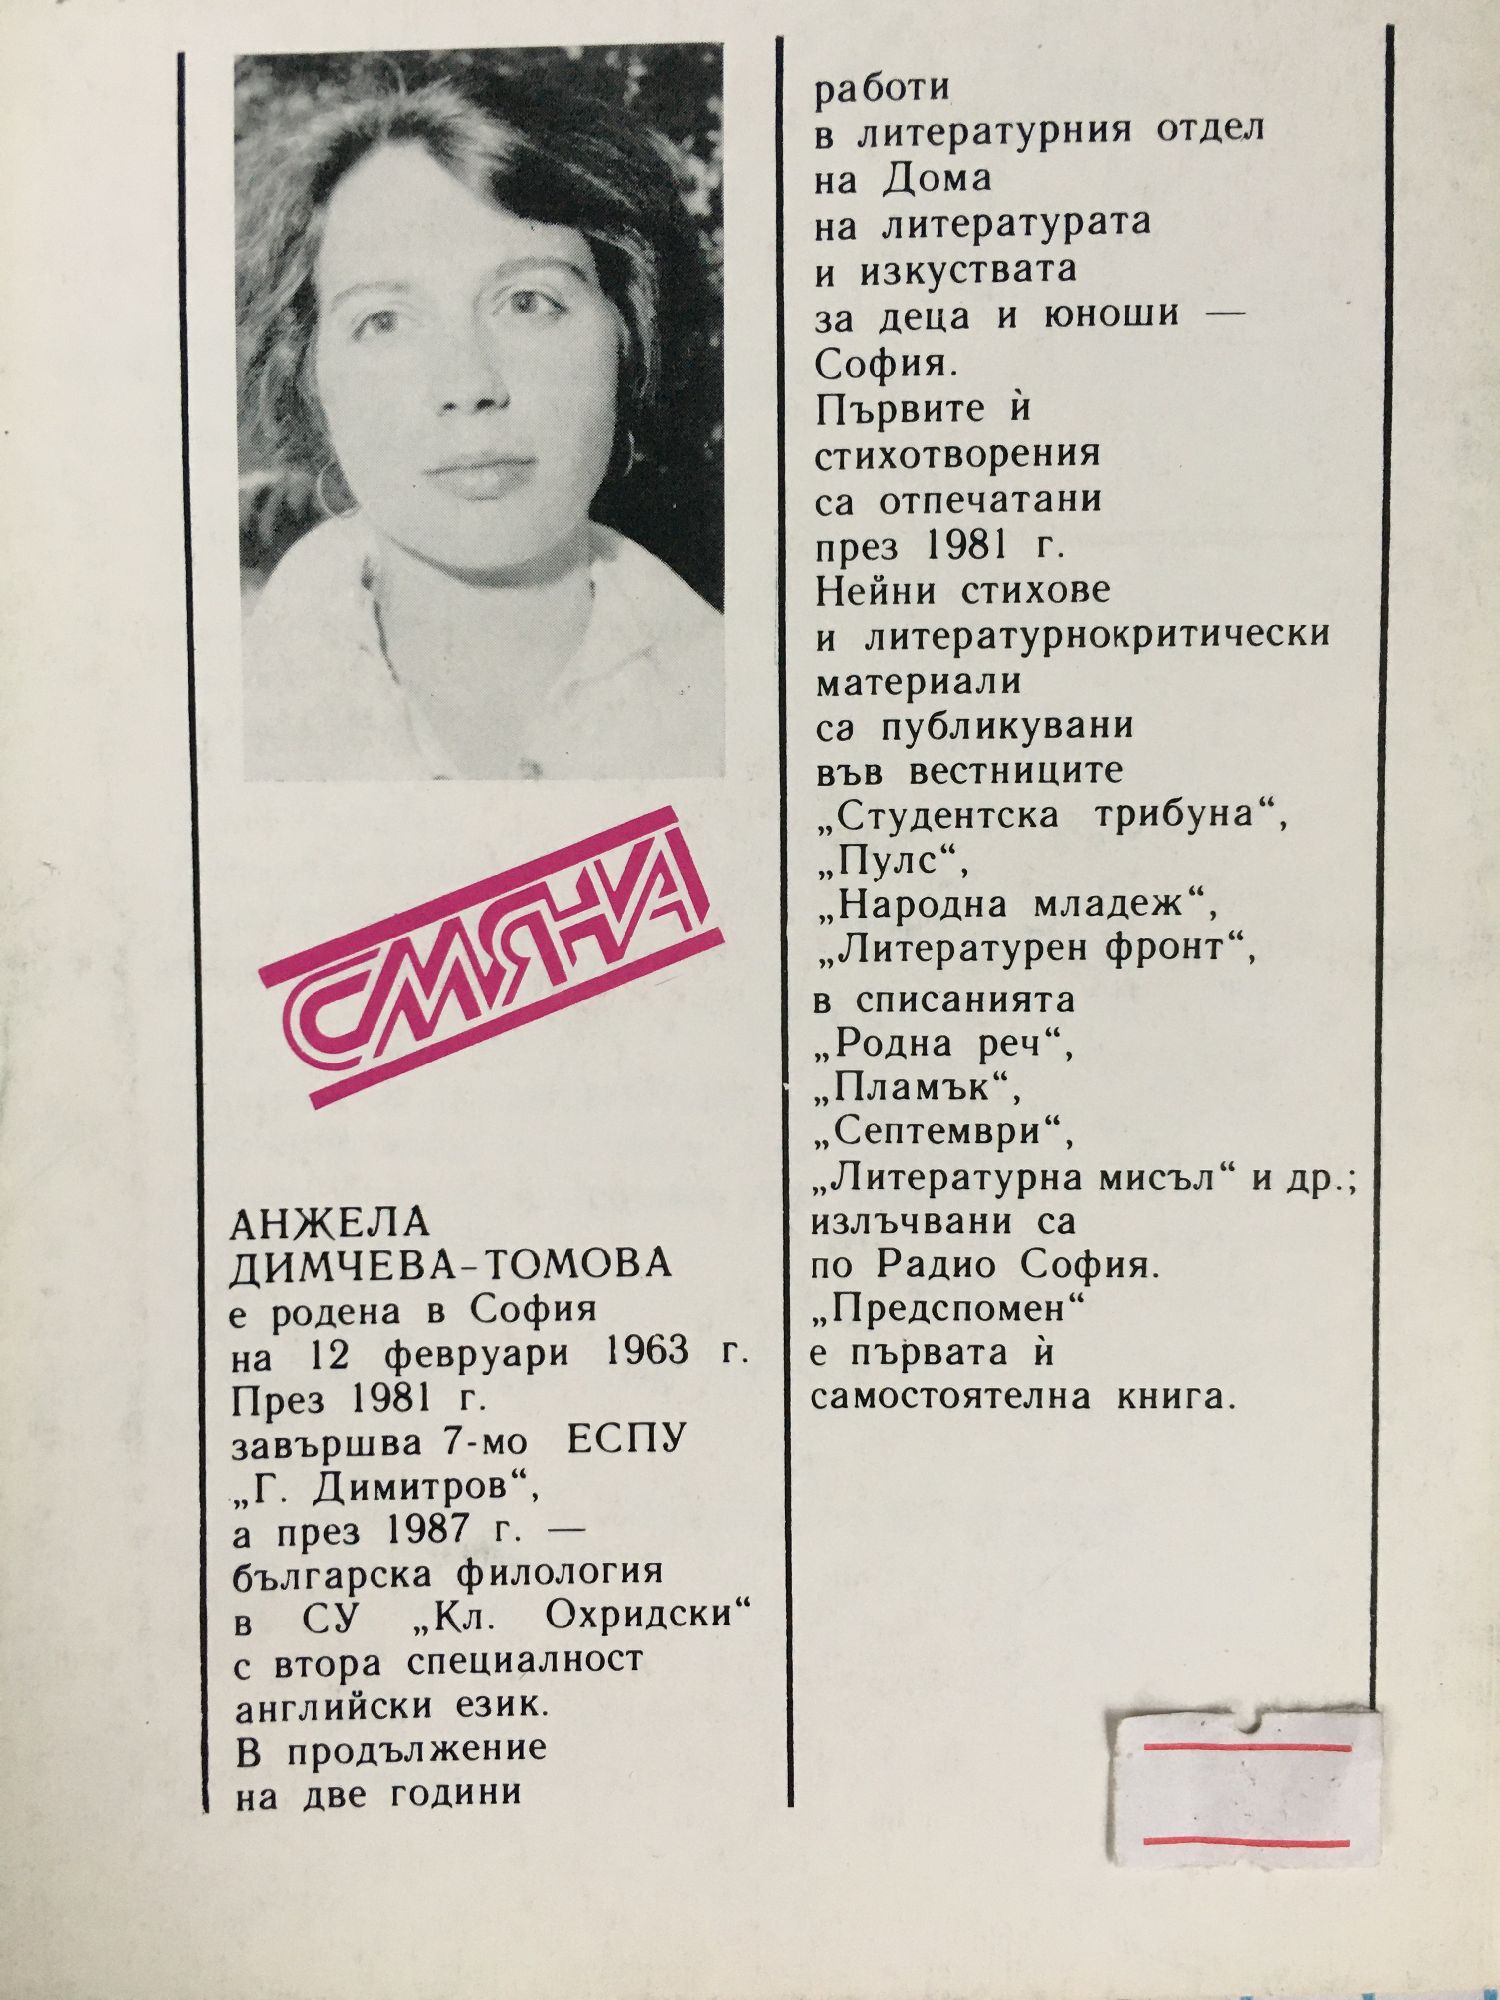 СМЯНА
АНЖЕЛА
ДИМЧЕВА-ТОМОВА
е родена в София
на 12 февруари 1963 г.
През 1981 г.
завършва 7-мо ЕСПУ
„Г. Димитров“,
а през 1987 г. —
българска филология
в СУ „Кл. Охридски“
с втора специалност
английски език.
В продължение
на две години
работи
в литературния отдел
на Дома
на литературата
и изкуствата
за деца и юноши —
София.
Първите ѝ
стихотворения
са отпечатани
през 1981 г.
Нейни стихове
и литературнокритически
материали
са публикувани
във вестниците
„Студентска трибуна“,
„Пулс“,
„Народна младеж“,
„Литературен фронт“,
в списанията
„Родна реч“,
„Пламък“,
„Септември“,
„Литературна мисъл“ и др.;
излъчвани са
по Радио София.
„Предспомен“
е първата ѝ
самостоятелна книга.